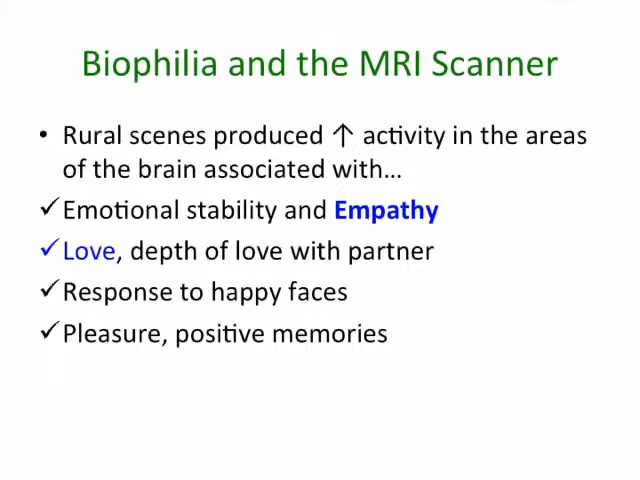 Biophilia and the MRI Scanner
• Rural scenes produced ↑ activity in the areas
of the brain associated with…
✓ Emotional stability and Empathy
✓ Love, depth of love with partner
✓ Response to happy faces
✓ Pleasure, positive memories